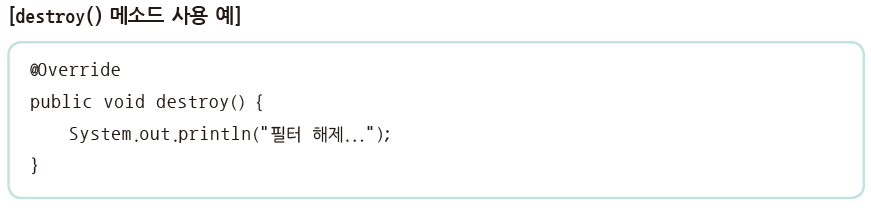 [destroy() 메소드 사용 예]
@Override
public void destroy() {
    System.out.println("필터 해제...");
}